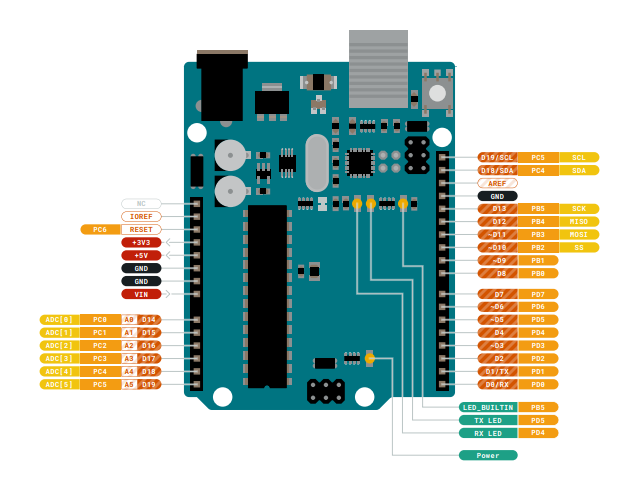 NC
IOREF
PC6 RESET
+3V3
+5V
GND
GND
VIN
ADC[0] PC0 A0 D14
ADC[1] PC1 A1 D15
ADC[2] PC2 A2 D16
ADC[3] PC3 A3 D17
ADC[4] PC4 A4 D18
ADC[5] PC5 A5 D19
D19/SCL PC5 SCL
D18/SDA PC4 SDA
AREF
GND
D13 PB5 SCK
D12 PB4 MISO
~D11 PB3 MOSI
~D10 PB2 SS
~D9 PB1
D8 PB0
D7 PD7
~D6 PD6
~D5 PD5
D4 PD4
~D3 PD3
D2 PD2
D1/TX PD1
D0/RX PD0
LED_BUILTIN PB5
TX LED PD5
RX LED PD4
Power